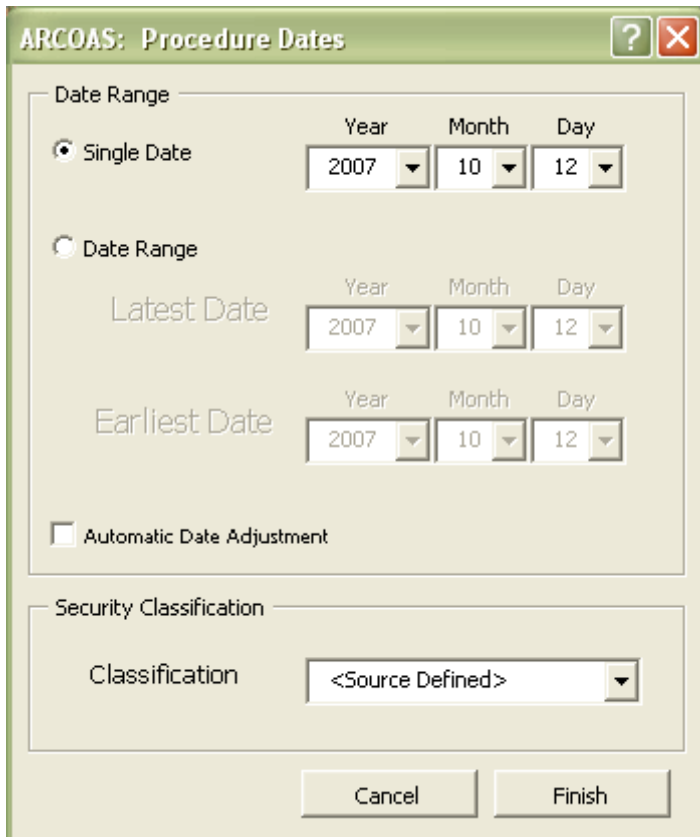 ARCOAS: Procedure Dates
Date Range
Year Month Day
Single Date 2007 10 12
Date Range
Year Month Day
Latest Date 2007 10 12
Year Month Day
Earliest Date 2007 10 12
Automatic Date Adjustment
Security Classification
Classification <Source Defined>
Cancel Finish